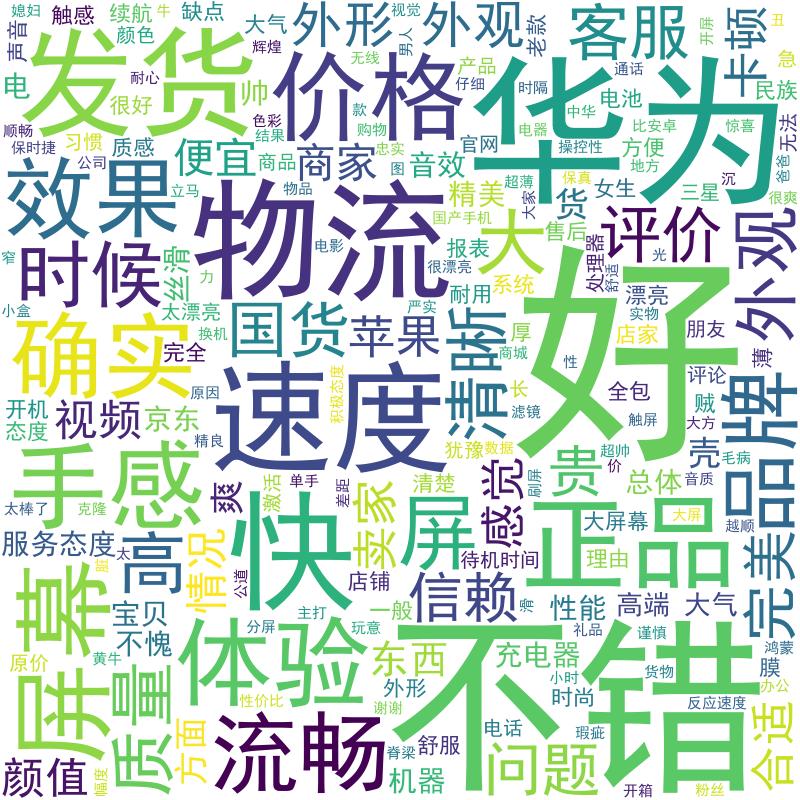 媳妇
续航
缺点
大气
外形
视觉
牛
外观
老款
客服
开屏
丑
触感
颜色
声音
发货
辉煌
无线
男人
卡顿
急
电
耐心
很好
帅
价格
产品
仔细
华为
时隔
通话
电池
民族
顺畅
习惯
质感
色彩
款
购物
中华
比安卓
惊喜
保时捷
公司
便宜
结果
忠实
官网
电器
操控性
方便
地方
爸爸
无法
效果
立马
商品
商家
音效
图
超薄
大家
保真
沉
很爽
物品
物流
精美
货
女生
三星
国产手机
大
售后
评价
外观
窄
时候
丝滑
力
电影
很漂亮
报表
处理器
舒适
光
小盒
太漂亮
严实
系统
耐用
漂亮
实物
确实
换机
国货
苹果
商城
清晰
厚
好
店家
朋友
薄
完全
原因
积极态度
长
性
评论
开机
态度
视频
京东
速度
滤镜
全包
贼
大方
品牌
精良
犹豫
数据
触屏
超帅
价
毛病
手感
爽
激活
单手
差距
清楚
感觉
刷屏
贵
壳
总体
音质
太棒了
克隆
卖家
屏
正品
大屏幕
大屏
越顺
服务态度
太
高
情况
快
待机时间
理由
完美
脏
公道
店铺
信赖
滑
性能
高端
大气
屏幕
宝贝
不愧
体验
分屏
主打
玩意
一般
不错
礼品
谨慎
原价
黄牛
质量
东西
充电器
鸿蒙
膜
性价比
外形
小时
货物
办公
方面
流畅
谢谢
时尚
反应速度
合适
颜值
幅度
脊梁
舒服
电话
瑕疵
机器
问题
开箱
粉丝